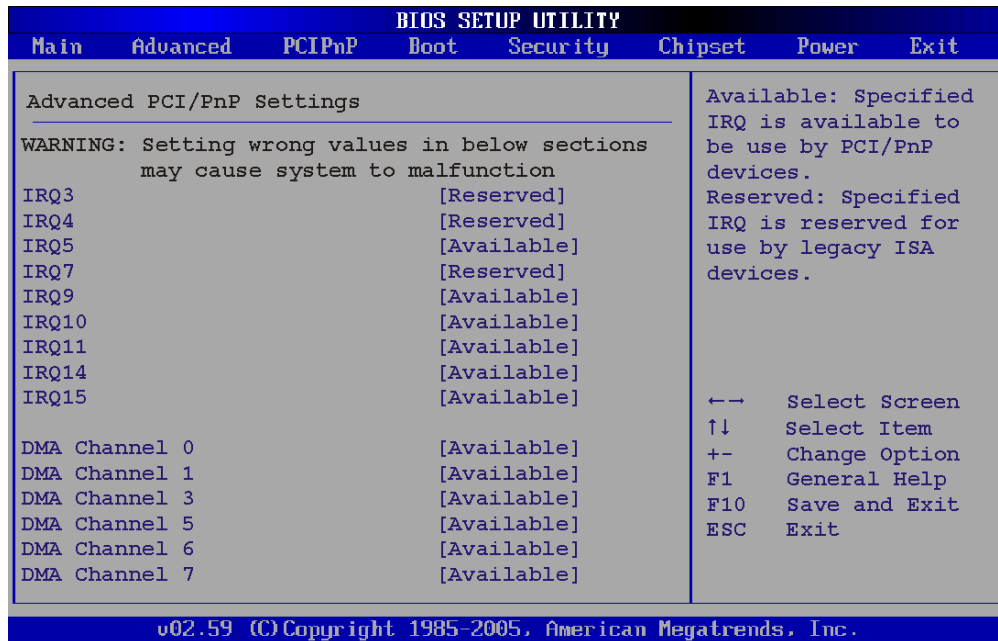 BIOS SETUP UTILITY
Main Advanced PCIPnP Boot Security Chipset Power Exit
Advanced PCI/PnP Settings
WARNING: Setting wrong values in below sections
may cause system to malfunction
IRQ3 [Reserved]
IRQ4 [Reserved]
IRQ5 [Available]
IRQ7 [Reserved]
IRQ9 [Available]
IRQ10 [Available]
IRQ11 [Available]
IRQ14 [Available]
IRQ15 [Available]
DMA Channel 0 [Available]
DMA Channel 1 [Available]
DMA Channel 3 [Available]
DMA Channel 5 [Available]
DMA Channel 6 [Available]
DMA Channel 7 [Available]
Available: Specified
IRQ is available to
be use by PCI/PnP
devices.
Reserved: Specified
IRQ is reserved for
use by legacy ISA
devices.
←→ Select Screen
↑↓ Select Item
+- Change Option
F1 General Help
F10 Save and Exit
ESC Exit
v02.59 (C)Copyright 1985-2005, American Megatrends, Inc.